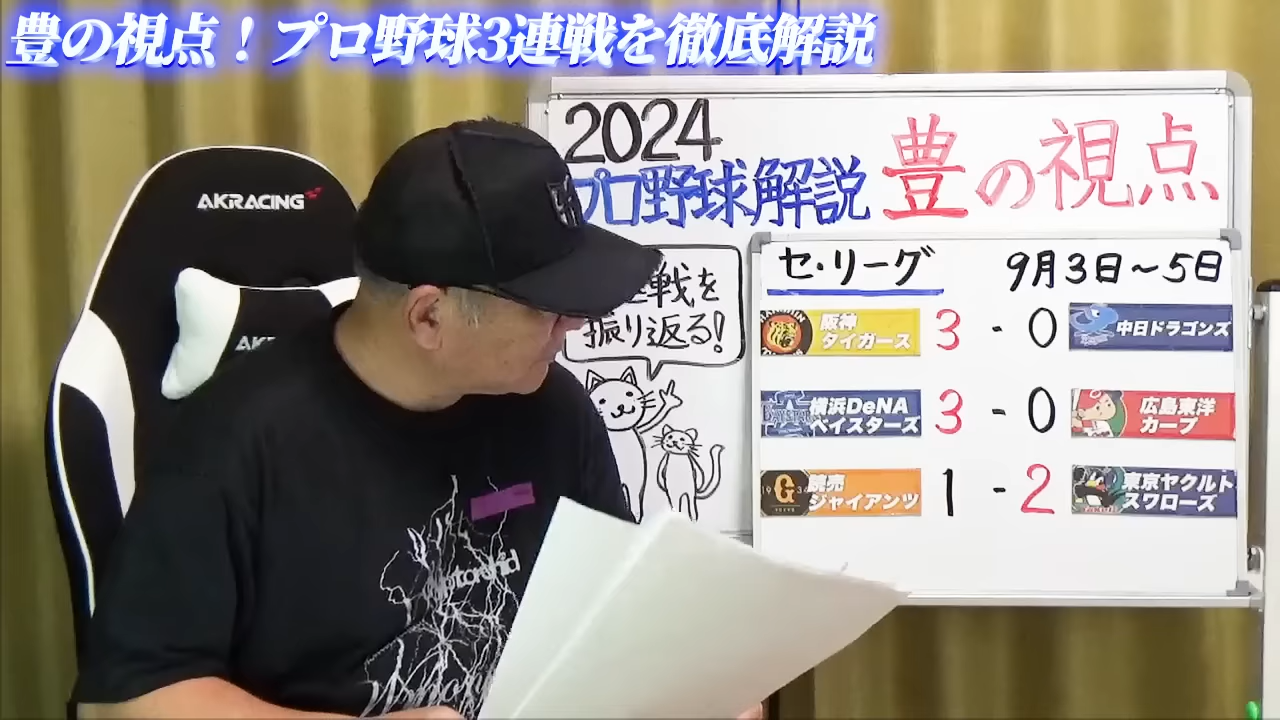 豊の視点！プロ野球3連戦を徹底解説
2024
プロ野球解説 豊の視点
戦を
振り返る!
セ・リーグ 9月3日～5日
阪神
タイガース 3 - 0 中日ドラゴンズ
横浜DeNA
ベイスターズ 3 - 0 広島東洋
カープ
読売
ジャイアンツ 1 - 2 東京ヤクルト
スワローズ
AKRACING